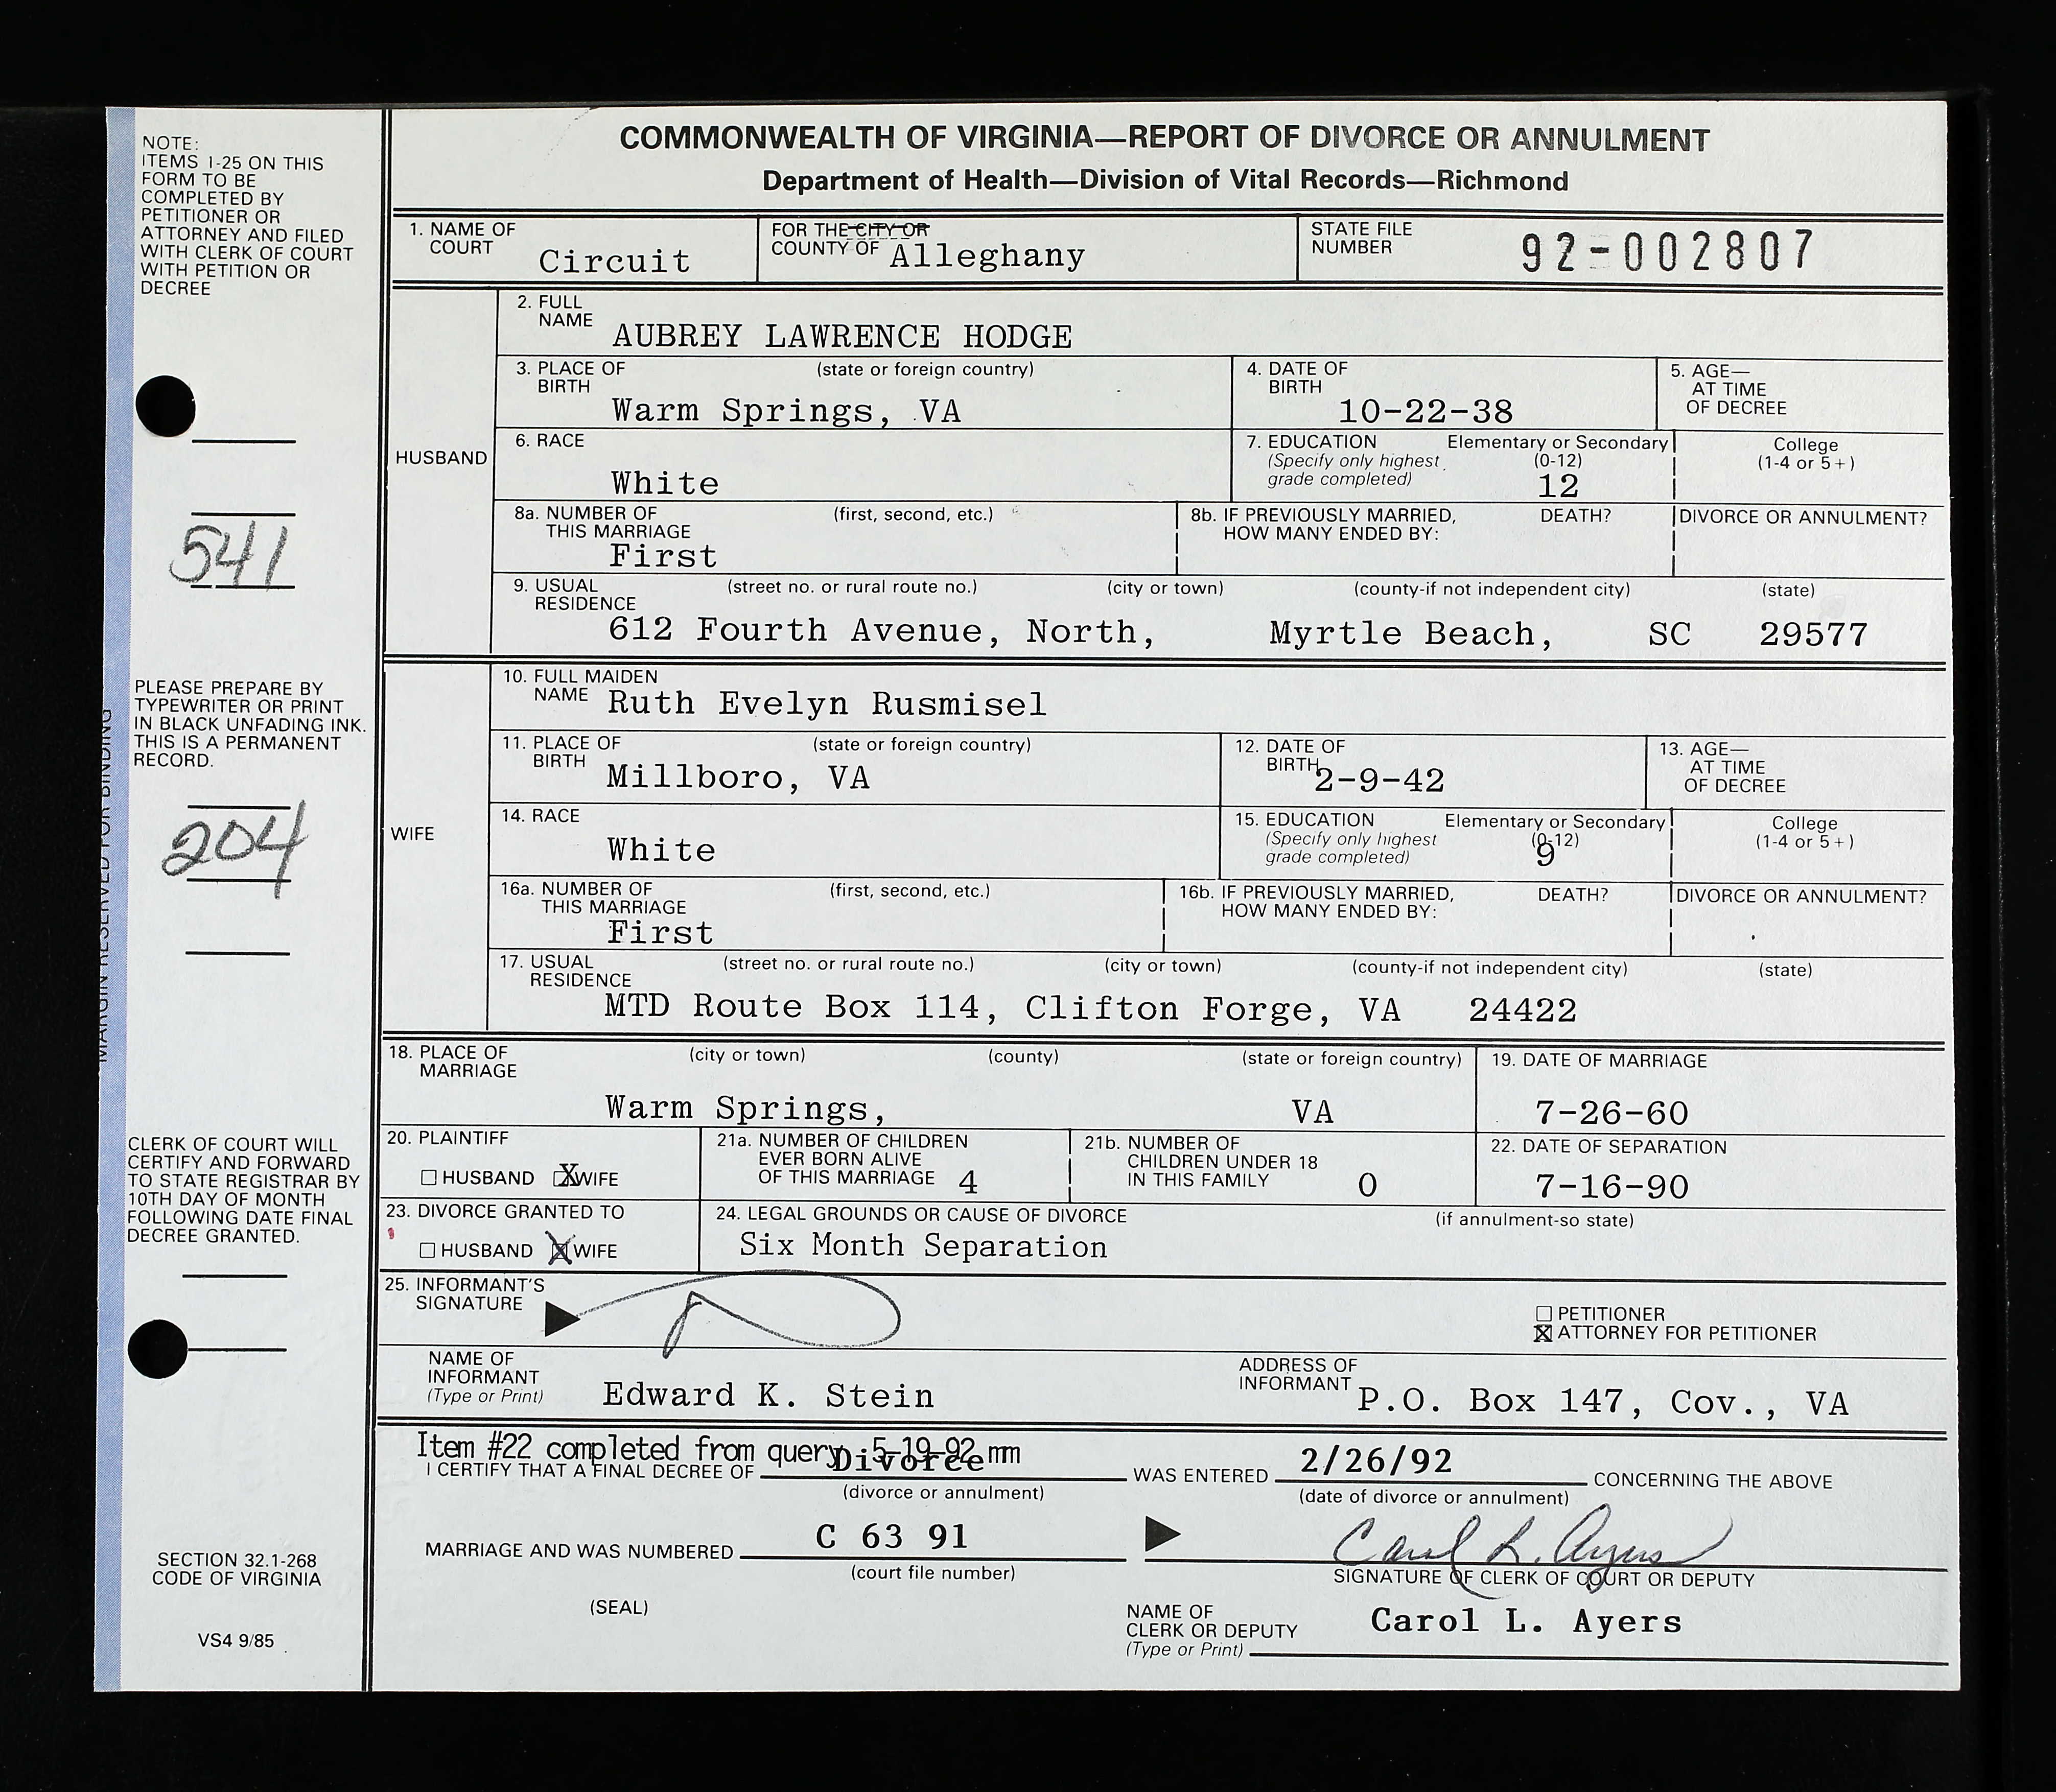 COMMONWEALTH OF VIRGINIA—REPORT OF DIVORCE OR ANNULMENT
Department of Health—Division of Vital Records—Richmond
NOTE:
ITEMS 1-25 ON THIS
FORM TO BE
COMPLETED BY
PETITIONER OR
ATTORNEY AND FILED
WITH CLERK OF COURT
WITH PETITION OR
DECREE
541
PLEASE PREPARE BY
TYPEWRITER OR PRINT
IN BLACK UNFADING INK.
THIS IS A PERMANENT
RECORD.
204
MARGIN RESERVED FOR BINDING
CLERK OF COURT WILL
CERTIFY AND FORWARD
TO STATE REGISTRAR BY
10TH DAY OF MONTH
FOLLOWING DATE FINAL
DECREE GRANTED.
SECTION 32.1-268
CODE OF VIRGINIA
VS4 9/85
1. NAME OF
COURT Circuit
FOR THE CITY OR
COUNTY OF Alleghany
STATE FILE
NUMBER 92-002807
HUSBAND
2. FULL
NAME AUBREY LAWRENCE HODGE
3. PLACE OF (state or foreign country)
BIRTH Warm Springs, VA
4. DATE OF
BIRTH 10-22-38
5. AGE—
AT TIME
OF DECREE
6. RACE
White
7. EDUCATION Elementary or Secondary College
(Specify only highest (0-12) (1-4 or 5+)
grade completed) 12
8a. NUMBER OF (first, second, etc.)
THIS MARRIAGE
First
8b. IF PREVIOUSLY MARRIED, DEATH? DIVORCE OR ANNULMENT?
HOW MANY ENDED BY:
9. USUAL (street no. or rural route no.) (city or town) (county-if not independent city) (state)
RESIDENCE
612 Fourth Avenue, North, Myrtle Beach, SC 29577
WIFE
10. FULL MAIDEN
NAME Ruth Evelyn Rusmisel
11. PLACE OF (state or foreign country)
BIRTH Millboro, VA
12. DATE OF
BIRTH 2-9-42
13. AGE—
AT TIME
OF DECREE
14. RACE
White
15. EDUCATION Elementary or Secondary College
(Specify only highest (0-12) (1-4 or 5+)
grade completed) 9
16a. NUMBER OF (first, second, etc.)
THIS MARRIAGE
First
16b. IF PREVIOUSLY MARRIED, DEATH? DIVORCE OR ANNULMENT?
HOW MANY ENDED BY:
17. USUAL (street no. or rural route no.) (city or town) (county-if not independent city) (state)
RESIDENCE
MTD Route Box 114, Clifton Forge, VA 24422
18. PLACE OF (city or town) (county) (state or foreign country)
MARRIAGE
Warm Springs, VA
19. DATE OF MARRIAGE
7-26-60
20. PLAINTIFF
HUSBAND X WIFE
21a. NUMBER OF CHILDREN
EVER BORN ALIVE
OF THIS MARRIAGE 4
21b. NUMBER OF
CHILDREN UNDER 18
IN THIS FAMILY 0
22. DATE OF SEPARATION
7-16-90
23. DIVORCE GRANTED TO
HUSBAND X WIFE
24. LEGAL GROUNDS OR CAUSE OF DIVORCE (if annulment-so state)
Six Month Separation
25. INFORMANT'S
SIGNATURE
PETITIONER
X ATTORNEY FOR PETITIONER
NAME OF
INFORMANT
(Type or Print) Edward K. Stein
ADDRESS OF
INFORMANT P.O. Box 147, Cov., VA
Item #22 completed from query 5-19-92 mm
I CERTIFY THAT A FINAL DECREE OF Divorce WAS ENTERED 2/26/92 CONCERNING THE ABOVE
(divorce or annulment) (date of divorce or annulment)
MARRIAGE AND WAS NUMBERED C 63 91 Carol L. Ayers
(court file number) SIGNATURE OF CLERK OF COURT OR DEPUTY
(SEAL)
NAME OF
CLERK OR DEPUTY Carol L. Ayers
(Type or Print)